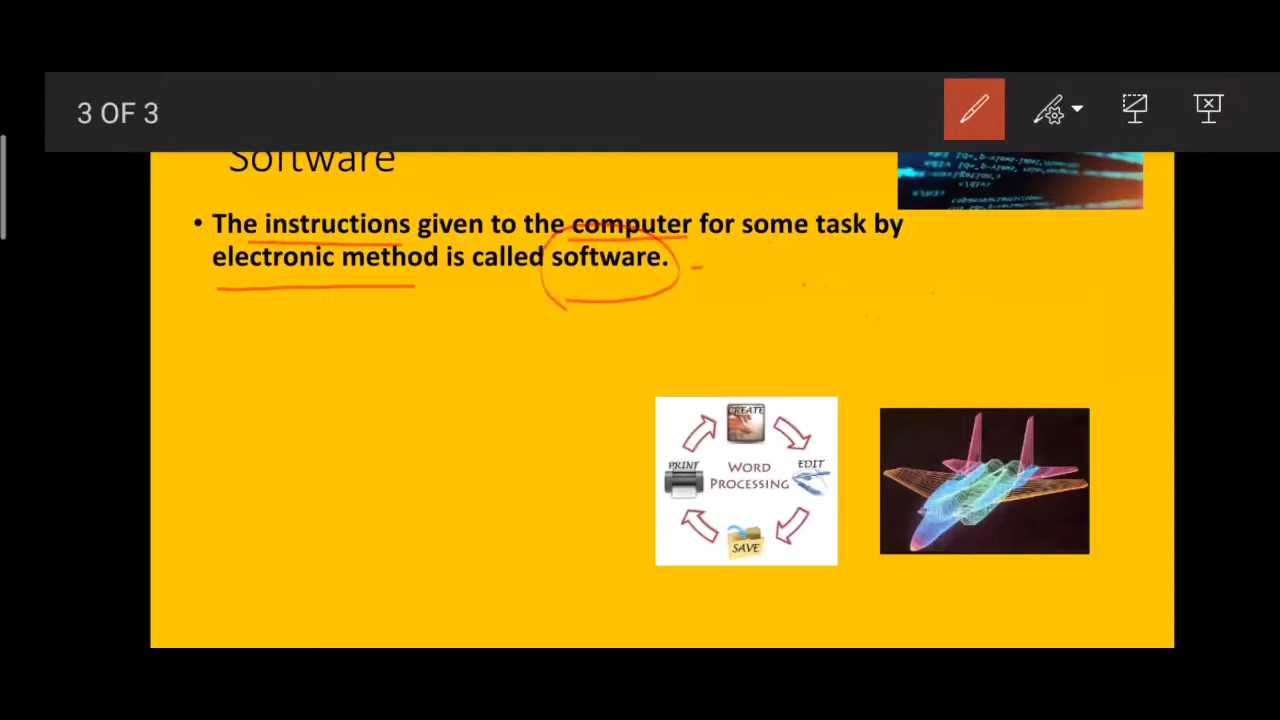 3 OF 3
Software
• The instructions given to the computer for some task by
electronic method is called software.
CREATE
PRINT
WORD
PROCESSING
EDIT
SAVE